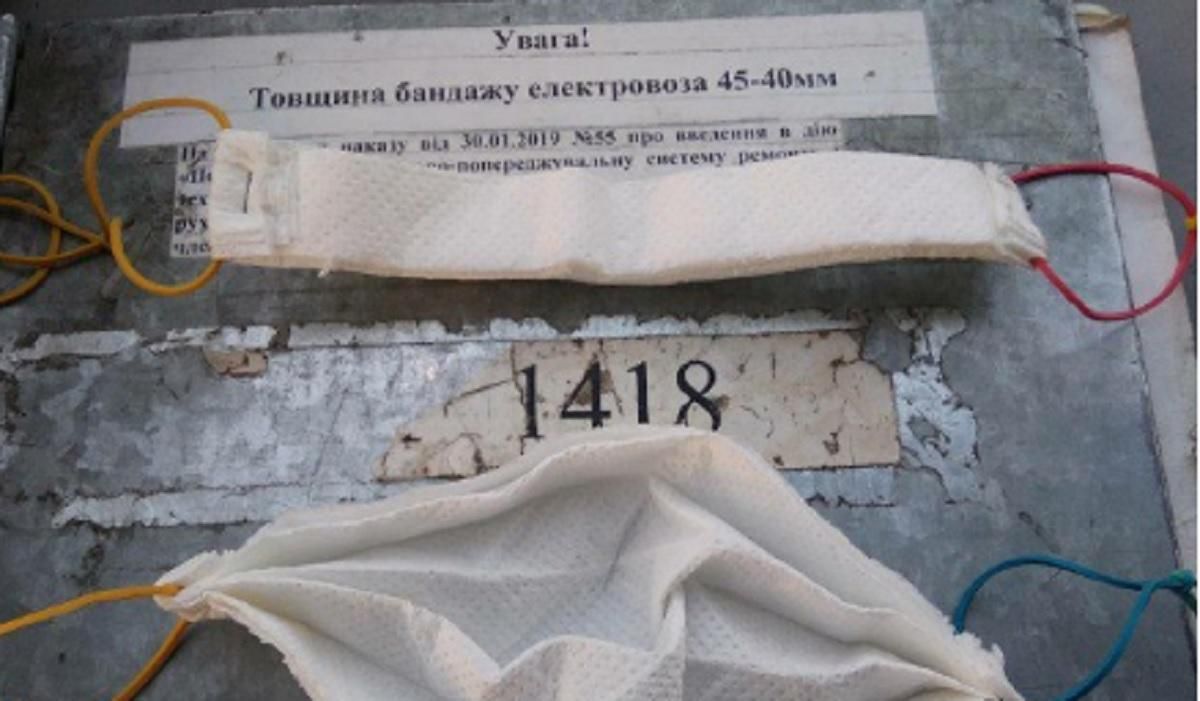 Увага!
Товщина бандажу електровоза 45-40мм
наказу від 30.01.2019 №55 про введення в дію
попереджувальну систему
1418